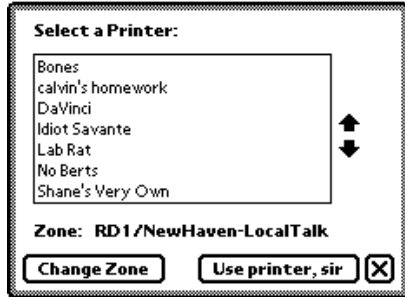 Select a Printer:
Bones
calvin's homework
DaVinci
Idiot Savante
Lab Rat
No Berts
Shane's Very Own
Zone: RD1/NewHaven-LocalTalk
Change Zone
Use printer, sir